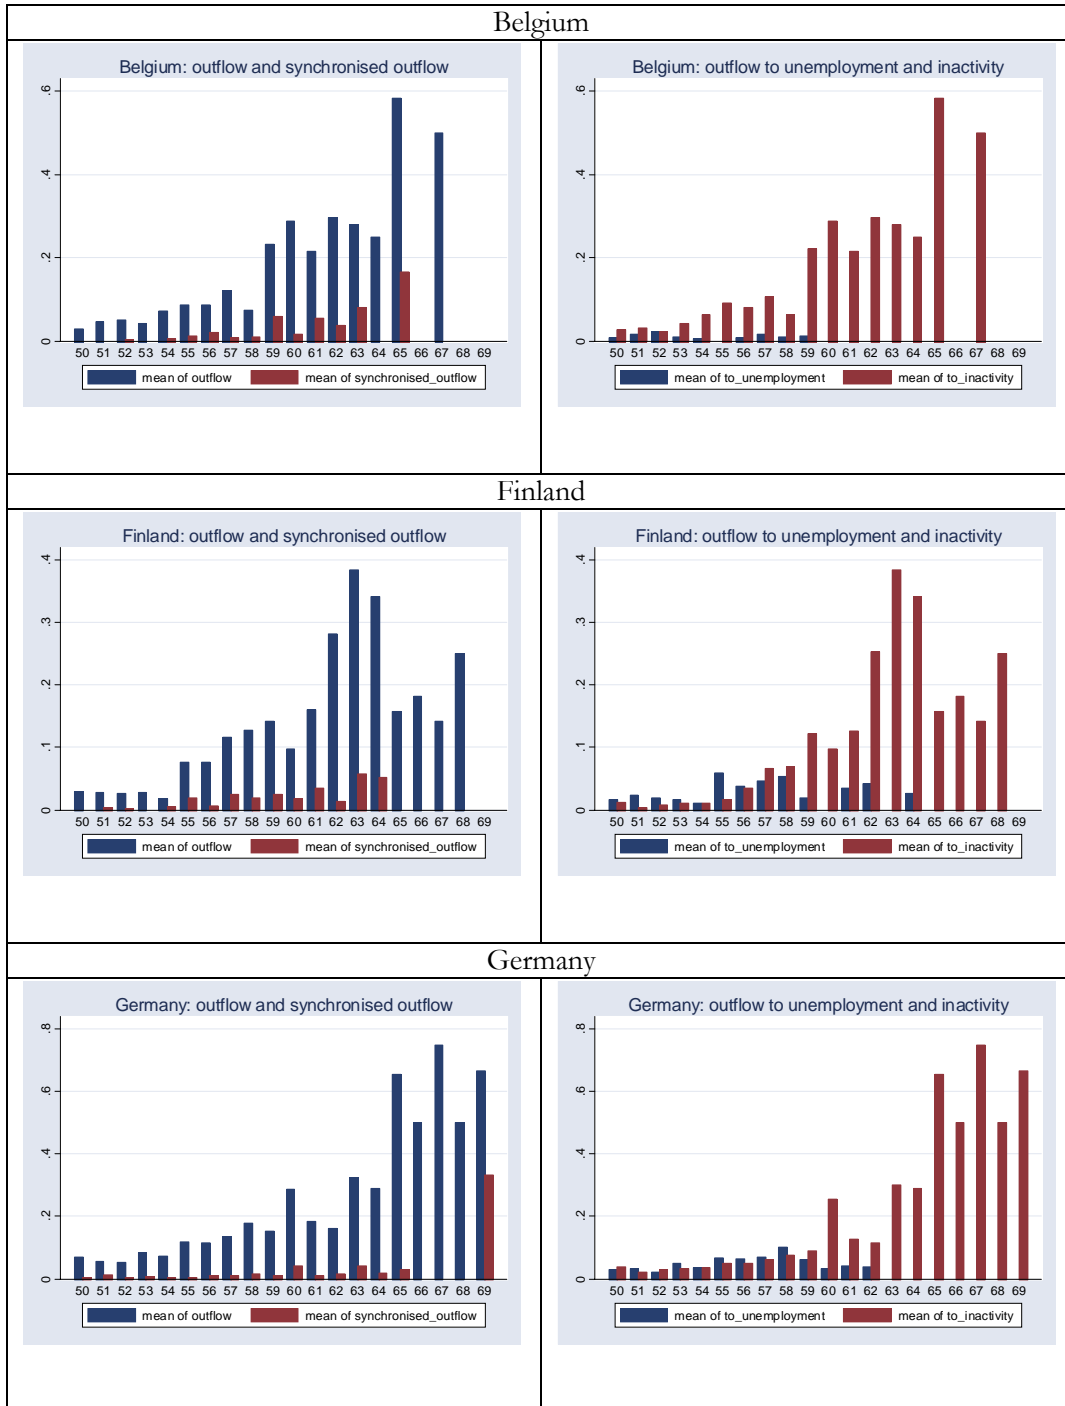 Belgium
Belgium: outflow and synchronised outflow
.6
.4
.2
0
50 51 52 53 54 55 56 57 58 59 60 61 62 63 64 65 66 67 68 69
mean of outflow mean of synchronised_outflow
Belgium: outflow to unemployment and inactivity
.6
.4
.2
0
50 51 52 53 54 55 56 57 58 59 60 61 62 63 64 65 66 67 68 69
mean of to_unemployment mean of to_inactivity
Finland
Finland: outflow and synchronised outflow
.4
.3
.2
.1
0
50 51 52 53 54 55 56 57 58 59 60 61 62 63 64 65 66 67 68 69
mean of outflow mean of synchronised_outflow
Finland: outflow to unemployment and inactivity
.4
.3
.2
.1
0
50 51 52 53 54 55 56 57 58 59 60 61 62 63 64 65 66 67 68 69
mean of to_unemployment mean of to_inactivity
Germany
Germany: outflow and synchronised outflow
.8
.6
.4
.2
0
50 51 52 53 54 55 56 57 58 59 60 61 62 63 64 65 66 67 68 69
mean of outflow mean of synchronised_outflow
Germany: outflow to unemployment and inactivity
.8
.6
.4
.2
0
50 51 52 53 54 55 56 57 58 59 60 61 62 63 64 65 66 67 68 69
mean of to_unemployment mean of to_inactivity